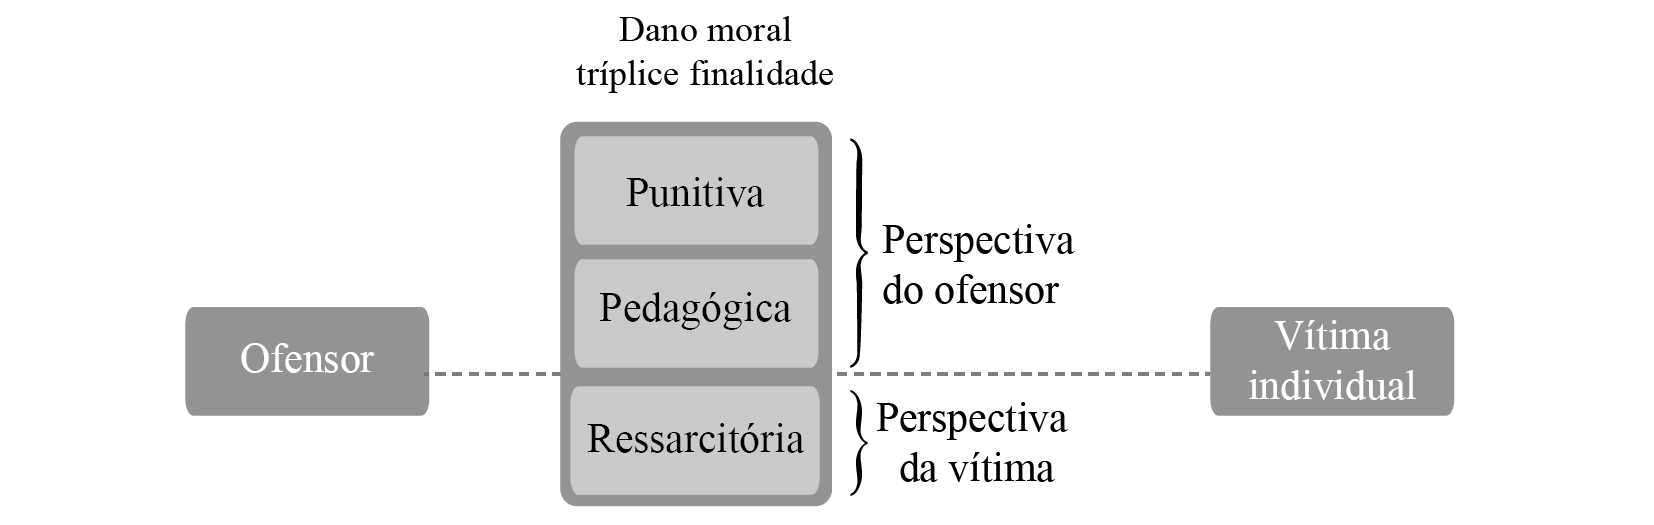 Dano moral
tríplice finalidade
Punitiva
Pedagógica
Ressarcitória
Perspectiva
do ofensor
Perspectiva
da vítima
Ofensor
Vítima
individual